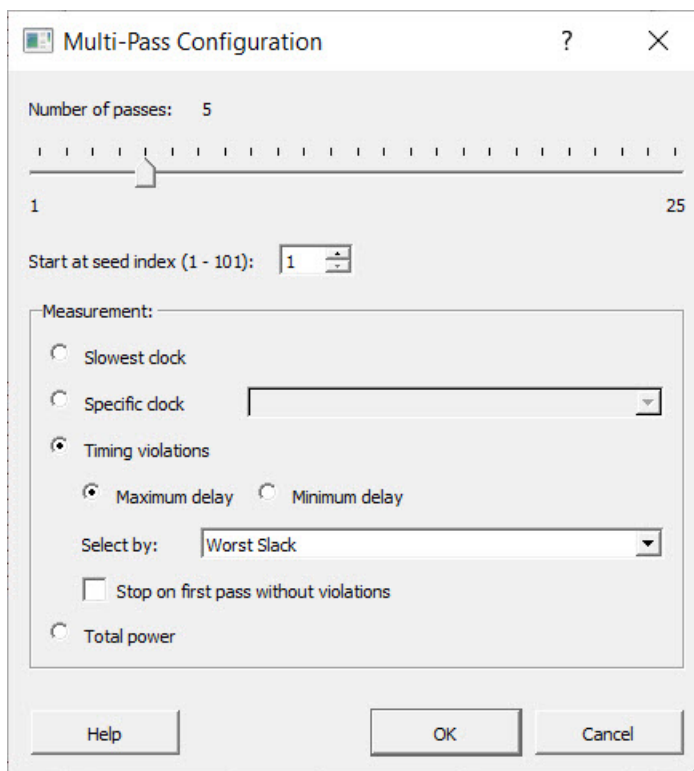 Multi-Pass Configuration ?
Number of passes: 5
1 25
Start at seed index (1 - 101): 1
Measurement:
Slowest clock
Specific clock
Timing violations
Maximum delay Minimum delay
Select by: Worst Slack
Stop on first pass without violations
Total power
Help OK Cancel